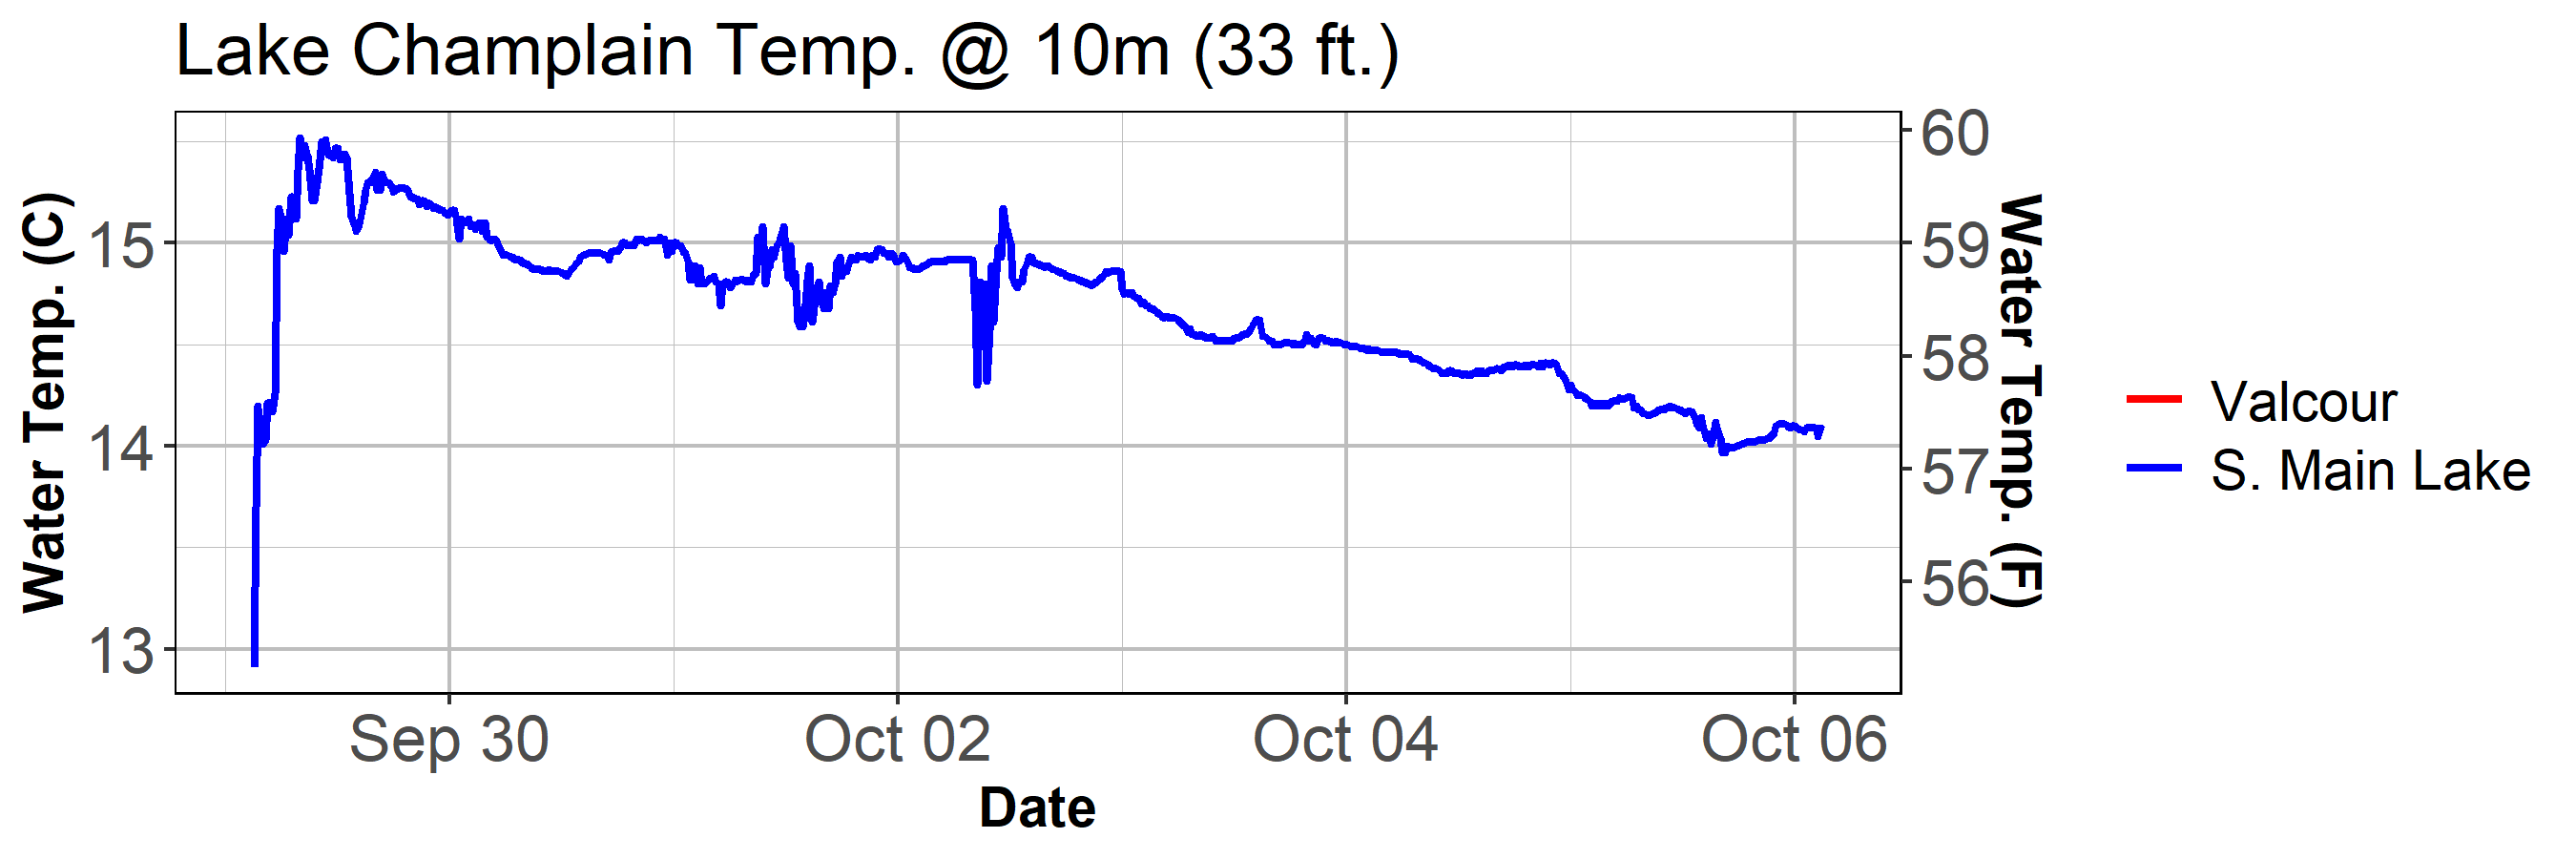 Lake Champlain Temp. @ 10m (33 ft.)
Water Temp. (C)
15
14
13
60
59
58
57
56
Water Temp. (F)
Sep 30
Oct 02
Oct 04
Oct 06
Date
Valcour
S. Main Lake